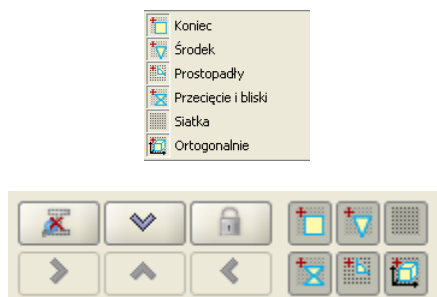 Koniec
Środek
Prostopadły
Przecięcie i bliski
Siatka
Ortogonalnie